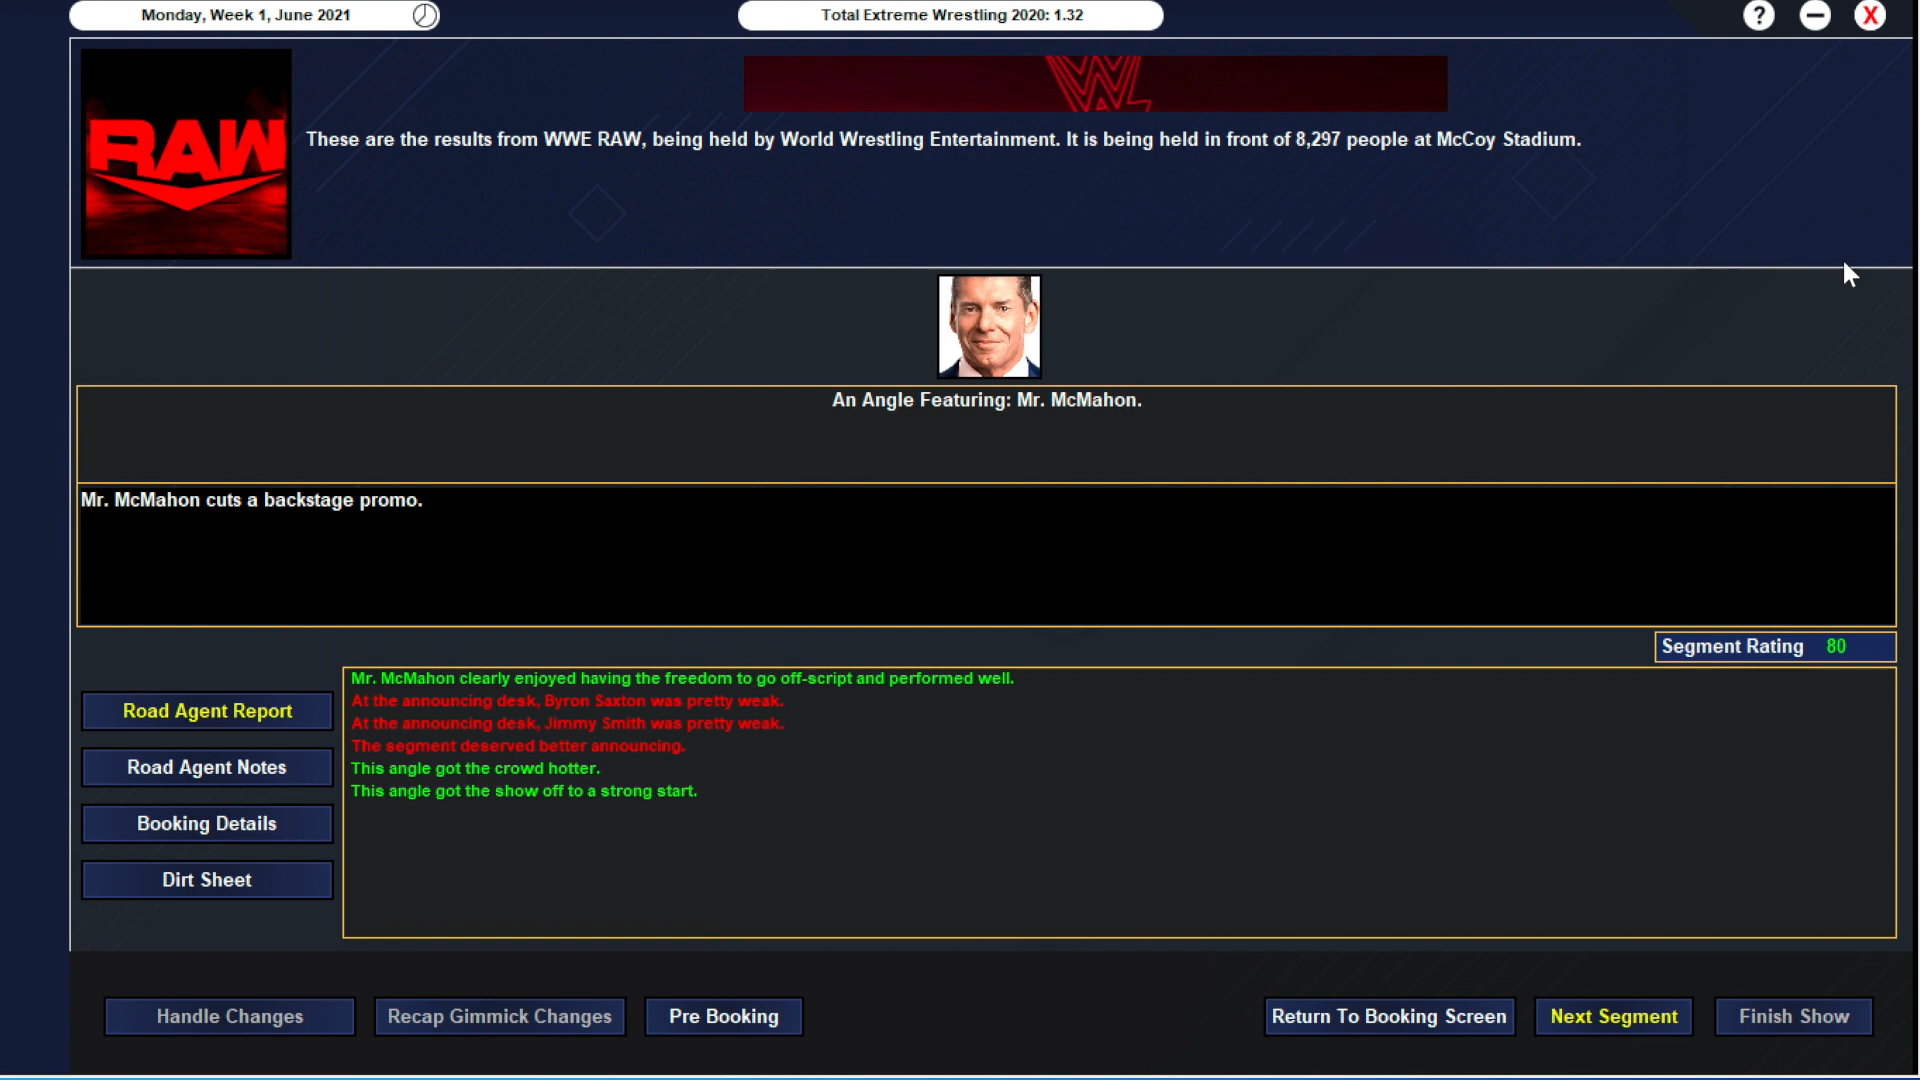 Monday, Week 1, June 2021
Total Extreme Wrestling 2020: 1.32
?
X
RAW
These are the results from WWE RAW, being held by World Wrestling Entertainment. It is being held in front of 8,297 people at McCoy Stadium.
An Angle Featuring: Mr. McMahon.
Mr. McMahon cuts a backstage promo.
Segment Rating 80
Mr. McMahon clearly enjoyed having the freedom to go off-script and performed well.
At the announcing desk, Byron Saxton was pretty weak.
At the announcing desk, Jimmy Smith was pretty weak.
The segment deserved better announcing.
This angle got the crowd hotter.
This angle got the show off to a strong start.
Road Agent Report
Road Agent Notes
Booking Details
Dirt Sheet
Handle Changes
Recap Gimmick Changes
Pre Booking
Return To Booking Screen
Next Segment
Finish Show